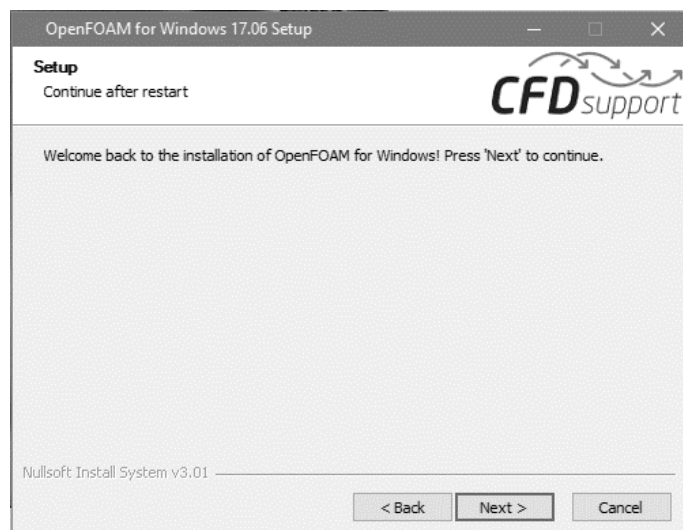 OpenFOAM for Windows 17.06 Setup
Setup
Continue after restart
CFDsupport
Welcome back to the installation of OpenFOAM for Windows! Press 'Next' to continue.
Nullsoft Install System v3.01
< Back Next > Cancel